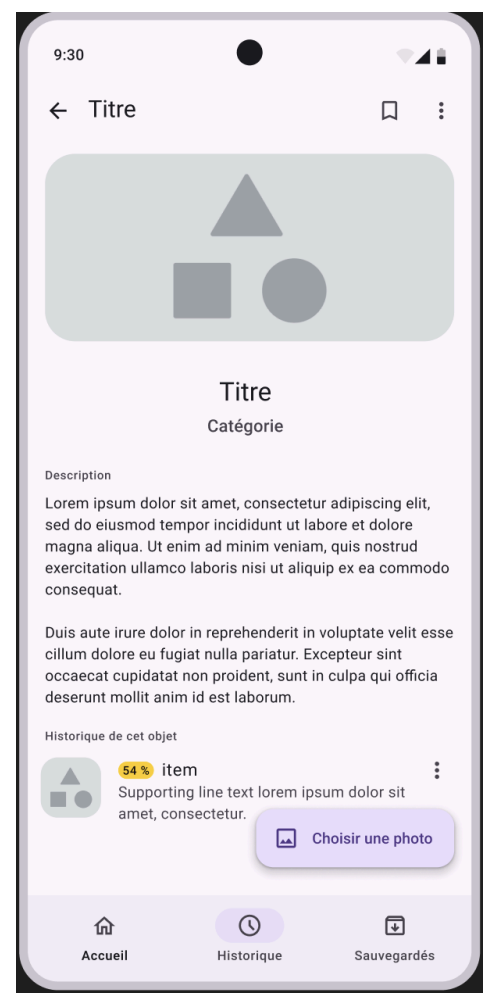 9:30
Titre
Titre
Catégorie
Description
Lorem ipsum dolor sit amet, consectetur adipiscing elit,
sed do eiusmod tempor incididunt ut labore et dolore
magna aliqua. Ut enim ad minim veniam, quis nostrud
exercitation ullamco laboris nisi ut aliquip ex ea commodo
consequat.
Duis aute irure dolor in reprehenderit in voluptate velit esse
cillum dolore eu fugiat nulla pariatur. Excepteur sint
occaecat cupidatat non proident, sunt in culpa qui officia
deserunt mollit anim id est laborum.
Historique de cet objet
54 % item
Supporting line text lorem ipsum dolor sit
amet, consectetur.
Choisir une photo
Accueil
Historique
Sauvegardés